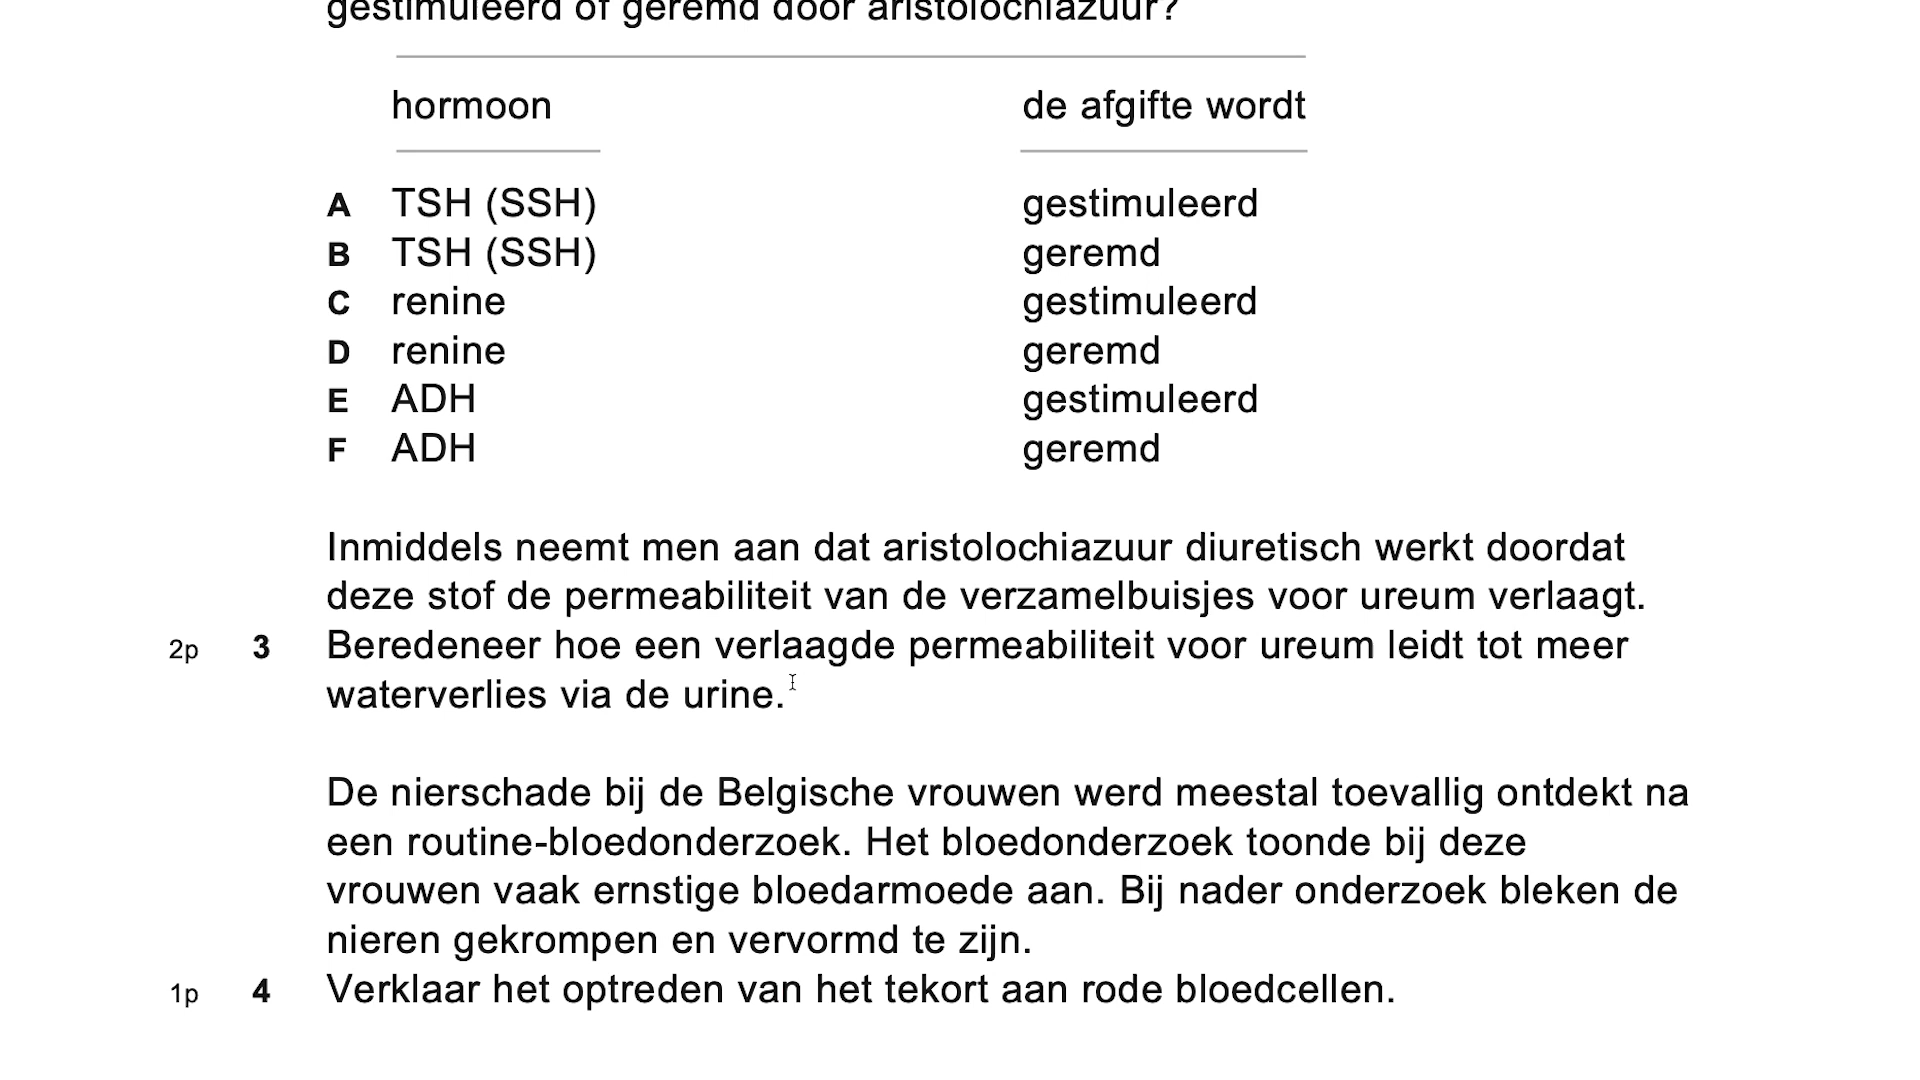 gestimuleerd of geremd door aristolochiazuur?
hormoon de afgifte wordt
A TSH (SSH) gestimuleerd
B TSH (SSH) geremd
C renine gestimuleerd
D renine geremd
E ADH gestimuleerd
F ADH geremd
Inmiddels neemt men aan dat aristolochiazuur diuretisch werkt doordat
deze stof de permeabiliteit van de verzamelbuisjes voor ureum verlaagt.
2p 3 Beredeneer hoe een verlaagde permeabiliteit voor ureum leidt tot meer
waterverlies via de urine.
De nierschade bij de Belgische vrouwen werd meestal toevallig ontdekt na
een routine-bloedonderzoek. Het bloedonderzoek toonde bij deze
vrouwen vaak ernstige bloedarmoede aan. Bij nader onderzoek bleken de
nieren gekrompen en vervormd te zijn.
1p 4 Verklaar het optreden van het tekort aan rode bloedcellen.